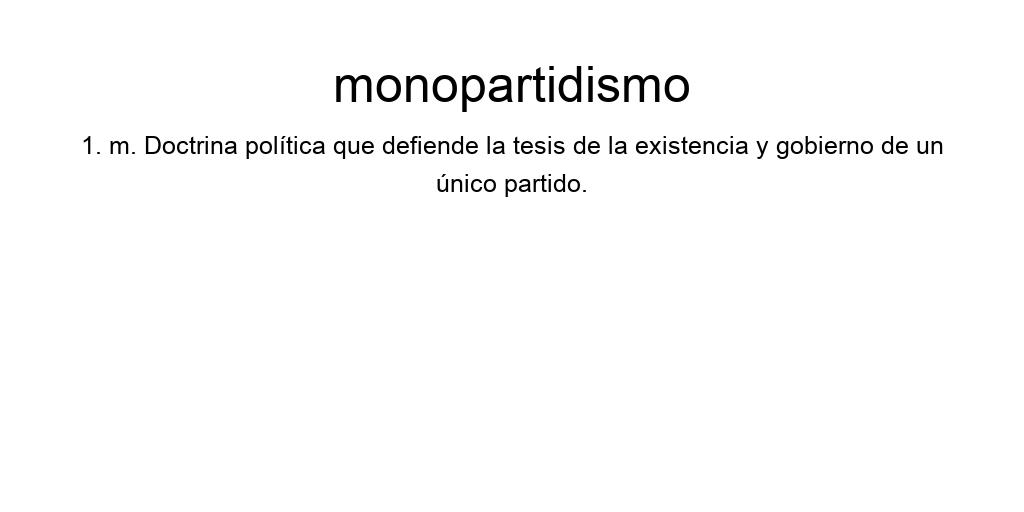 monopartidismo
1. m. Doctrina política que defiende la tesis de la existencia y gobierno de un
único partido.